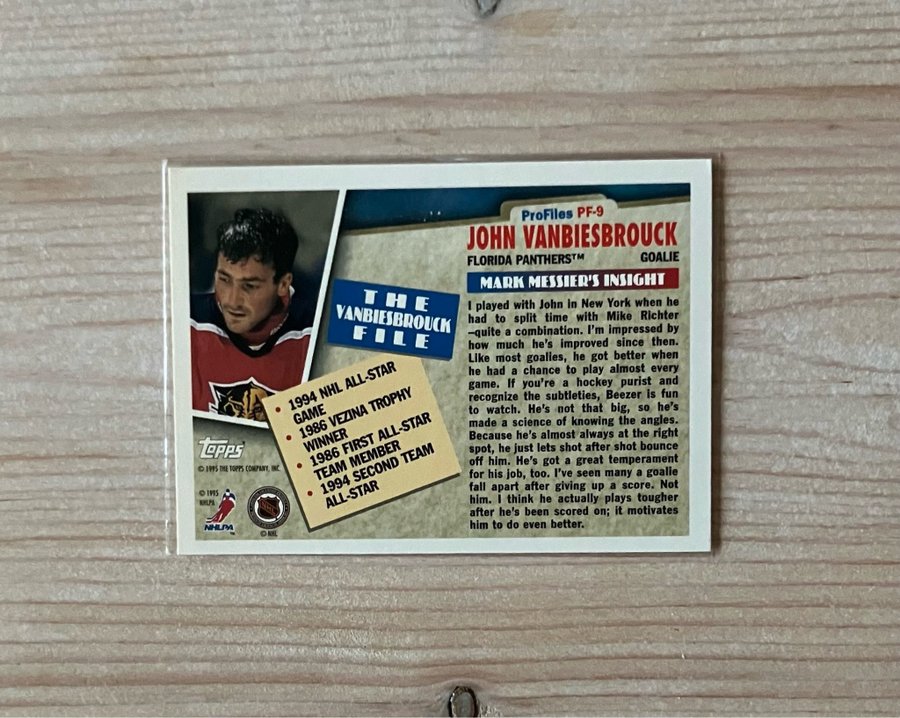 ProFiles PF-9
JOHN VANBIESBROUCK
FLORIDA PANTHERS™ GOALIE
MARK MESSIER'S INSIGHT
I played with John in New York when he
had to split time with Mike Richter
–quite a combination. I'm impressed by
how much he's improved since then.
Like most goalies, he got better when
he had a chance to play almost every
game. If you're a hockey purist and
recognize the subtleties, Beezer is fun
to watch. He's not that big, so he's
made a science of knowing the angles.
Because he's almost always at the right
spot, he just lets shot after shot bounce
off him. He's got a great temperament
for his job, too. I've seen many a goalie
fall apart after giving up a score. Not
him. I think he actually plays tougher
after he's been scored on; it motivates
him to do even better.
THE
VANBIESBROUCK
FILE
• 1994 NHL ALL-STAR
GAME
• 1986 VEZINA TROPHY
WINNER
• 1986 FIRST ALL-STAR
TEAM MEMBER
• 1994 SECOND TEAM
ALL-STAR
Topps
© 1995 THE TOPPS COMPANY, INC.
© 1995
NHLPA
NHLPA™
NHL
© NHL